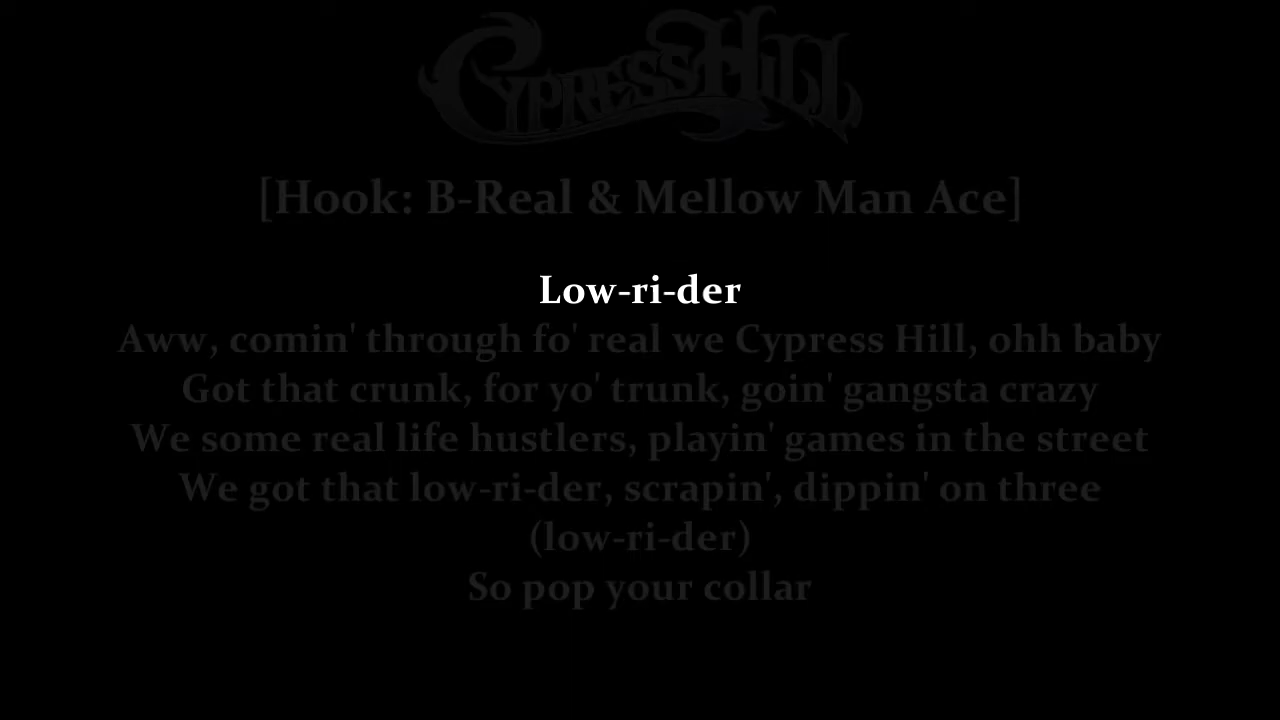 CYPRESS HILL
[Hook: B-Real & Mellow Man Ace]
Low-ri-der
Aww, comin' through fo' real we Cypress Hill, ohh baby
Got that crunk, for yo' trunk, goin' gangsta crazy
We some real life hustlers, playin' games in the street
We got that low-ri-der, scrapin', dippin' on three
(low-ri-der)
So pop your collar